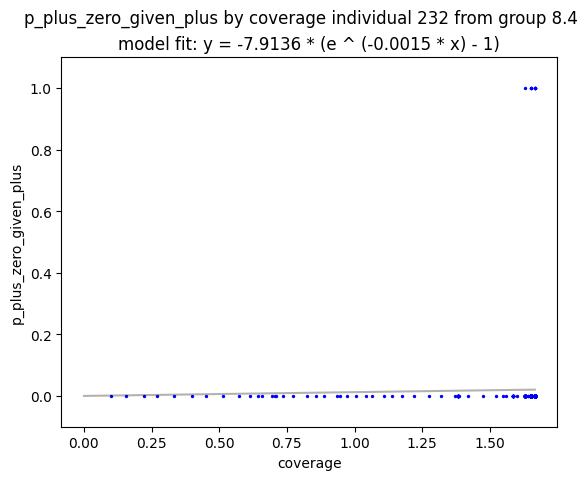 p_plus_zero_given_plus by coverage individual 232 from group 8.4
model fit: y = -7.9136 * (e ^ (-0.0015 * x) - 1)
1.0
0.8
0.6
0.4
0.2
0.0
p_plus_zero_given_plus
0.00 0.25 0.50 0.75 1.00 1.25 1.50
coverage